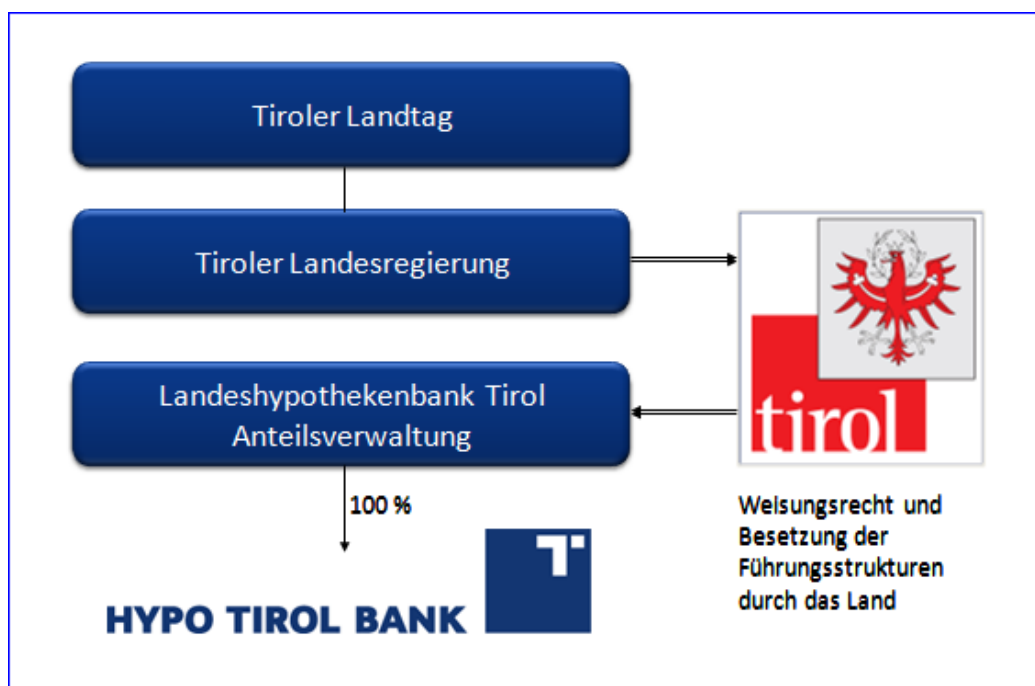 Tiroler Landtag
Tiroler Landesregierung
Landeshypothekenbank Tirol
Anteilsverwaltung
tirol
100 %
HYPO TIROL BANK
Weisungsrecht und
Besetzung der
Führungsstrukturen
durch das Land